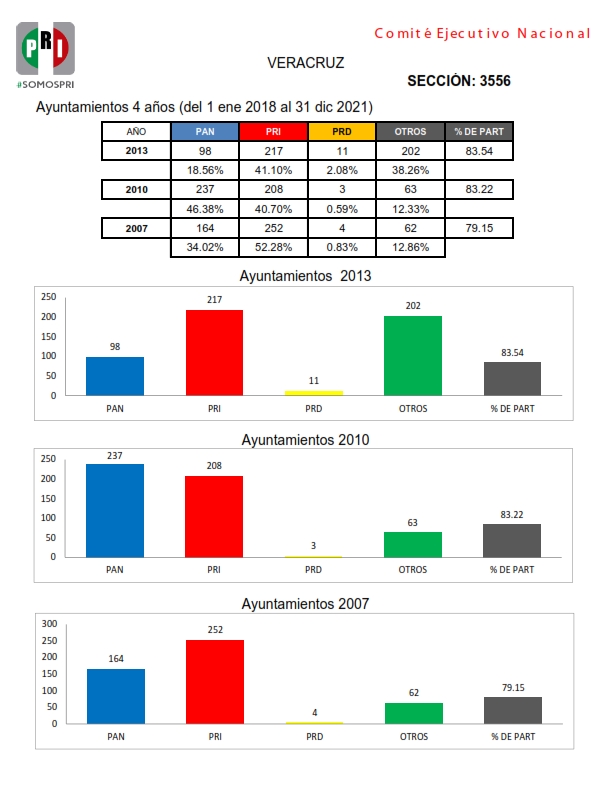 Comité Ejecutivo Nacional
PRI
#SOMOSPRI
VERACRUZ
SECCIÓN: 3556
Ayuntamientos 4 años (del 1 ene 2018 al 31 dic 2021)
AÑO PAN PRI PRD OTROS % DE PART
2013 98 217 11 202 83.54
18.56% 41.10% 2.08% 38.26%
2010 237 208 3 63 83.22
46.38% 40.70% 0.59% 12.33%
2007 164 252 4 62 79.15
34.02% 52.28% 0.83% 12.86%
Ayuntamientos 2013
250
200
150
100
50
0
98 217 11 202 83.54
PAN PRI PRD OTROS % DE PART
Ayuntamientos 2010
250
200
150
100
50
0
237 208 3 63 83.22
PAN PRI PRD OTROS % DE PART
Ayuntamientos 2007
300
250
200
150
100
50
0
164 252 4 62 79.15
PAN PRI PRD OTROS % DE PART